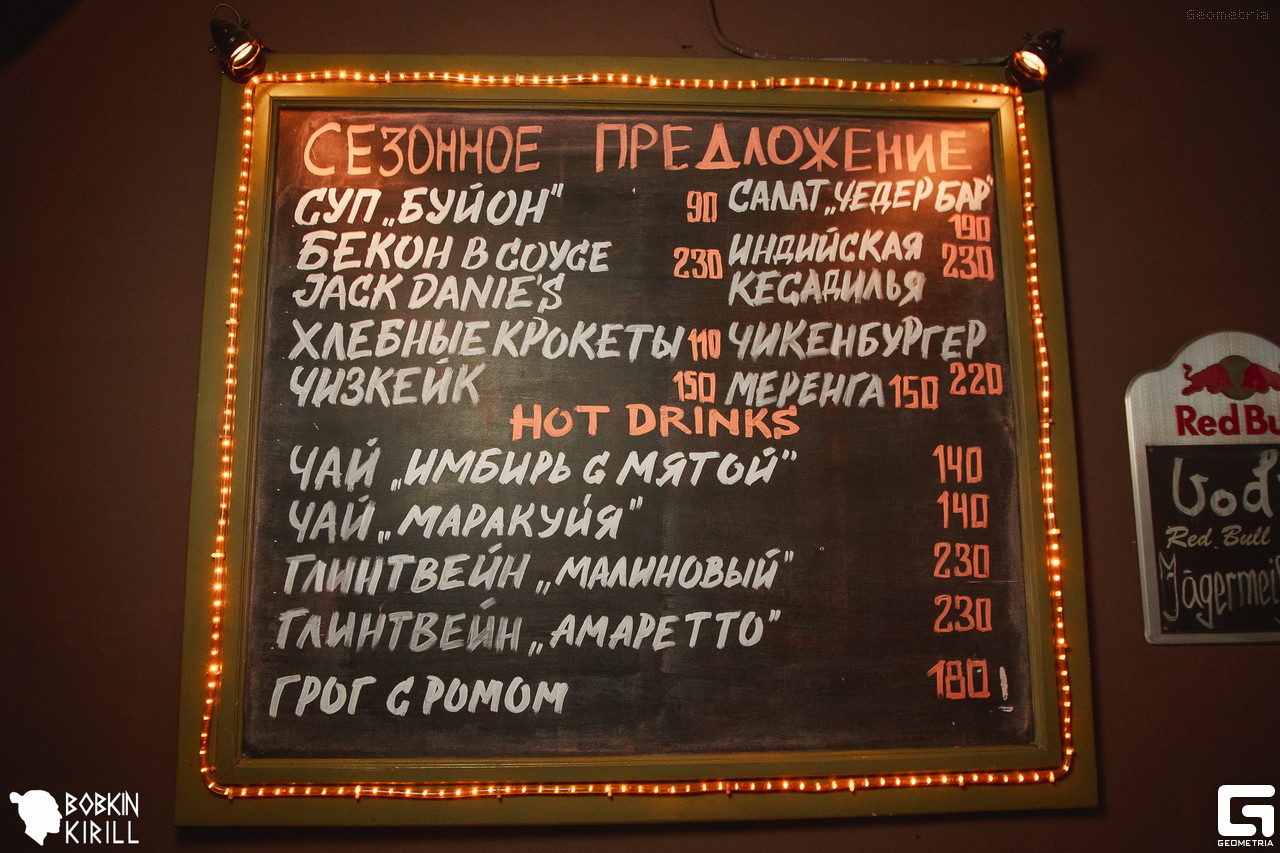 Geometria
СЕЗОННОЕ ПРЕДЛОЖЕНИЕ
СУП „БУЙОН" 90
БЕКОН В СОУСЕ 230
JACK DANIE'S
ХЛЕБНЫЕ КРОКЕТЫ 110
ЧИЗКЕЙК 150
САЛАТ „ЧЕДЕР БАР"
190
ИНДИЙСКАЯ 230
КЕСАДИЛЬЯ
ЧИКЕНБУРГЕР
220
МЕРЕНГА 150
HOT DRINKS
ЧАЙ „ИМБИРЬ С МЯТОЙ" 140
ЧАЙ „МАРАКУЙЯ" 140
ГЛИНТВЕЙН „МАЛИНОВЫЙ" 230
ГЛИНТВЕЙН „АМАРЕТТО" 230
ГРОГ С РОМОМ 180!
Red Bu
Vod
Red Bull
Jägermei
BOBKIN
KIRILL
GEOMETRIA